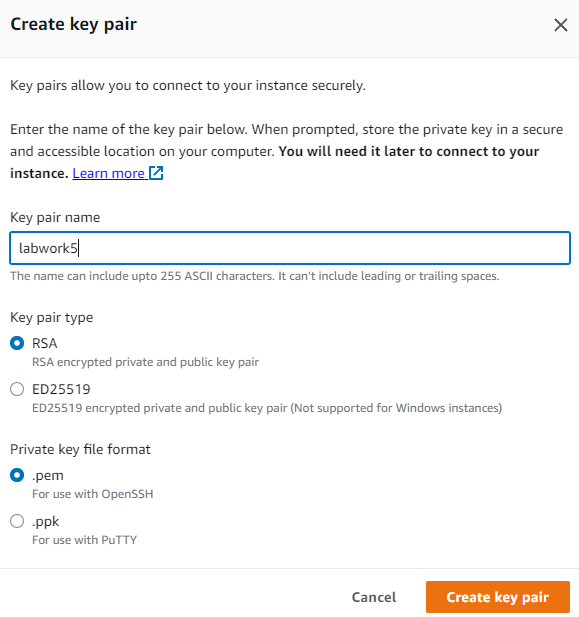 Create key pair
Key pairs allow you to connect to your instance securely.
Enter the name of the key pair below. When prompted, store the private key in a secure
and accessible location on your computer. You will need it later to connect to your
instance. Learn more
Key pair name
labwork5
The name can include upto 255 ASCII characters. It can't include leading or trailing spaces.
Key pair type
RSA
RSA encrypted private and public key pair
ED25519
ED25519 encrypted private and public key pair (Not supported for Windows instances)
Private key file format
.pem
For use with OpenSSH
.ppk
For use with PuTTY
Cancel
Create key pair